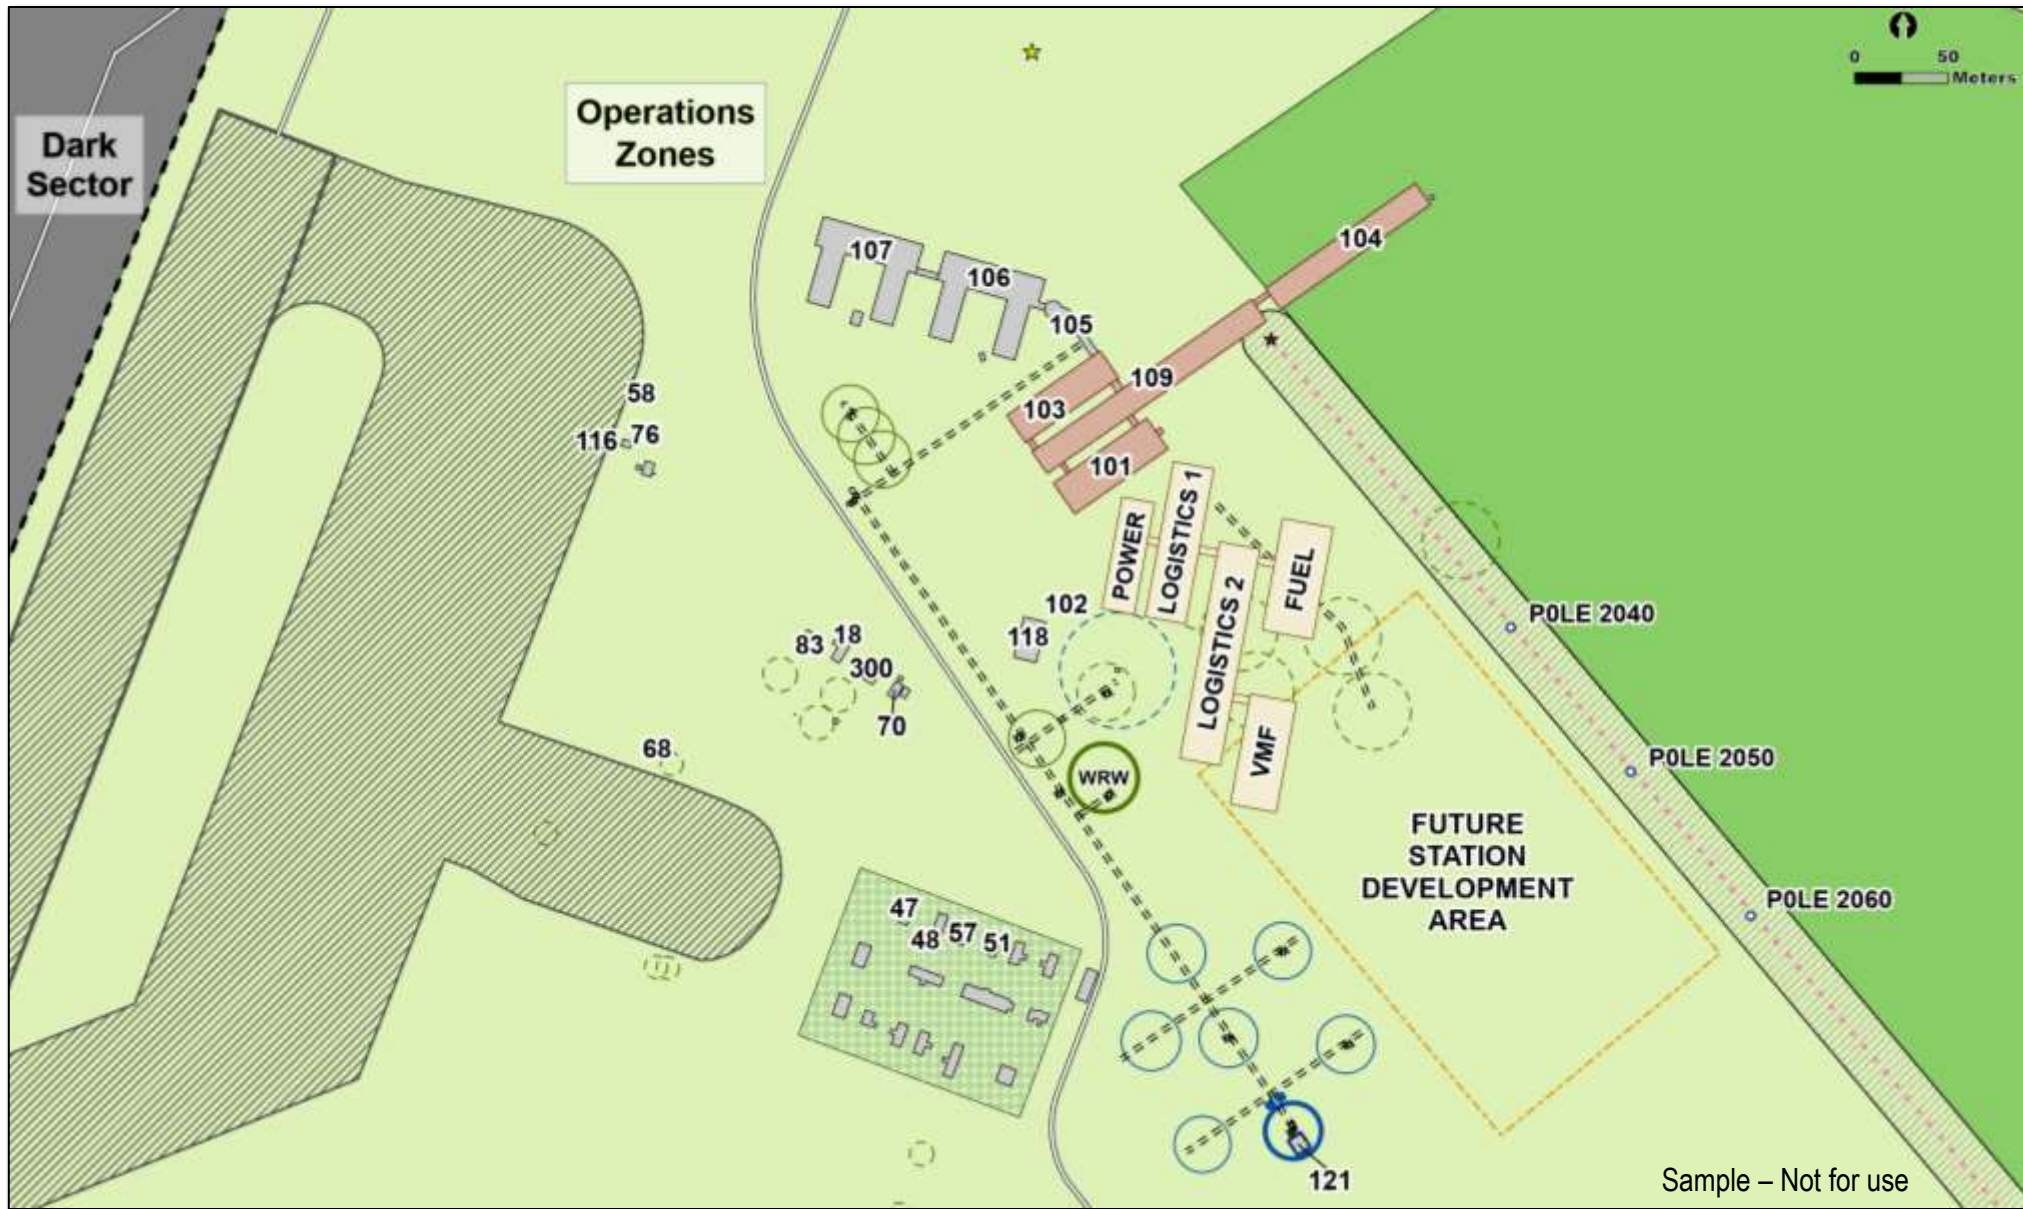 0 50
Meters
Operations
Zones
Dark
Sector
107
106
104
105
109
103
101
58
116 76
POWER
LOGISTICS 1
LOGISTICS 2
FUEL
VMF
102
118
83 18
300
70
68
WRW
P0LE 2040
P0LE 2050
P0LE 2060
FUTURE
STATION
DEVELOPMENT
AREA
47
48 57 51
121
Sample – Not for use